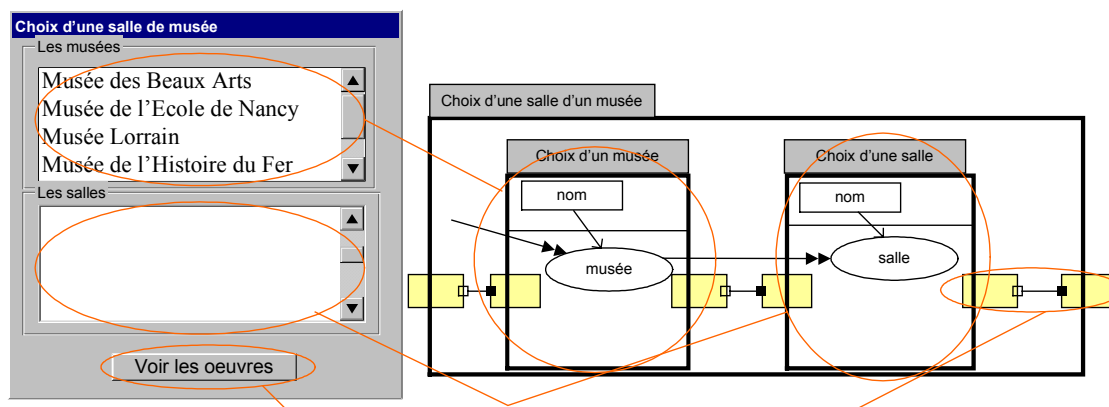 Choix d'une salle de musée
Les musées
Musée des Beaux Arts
Musée de l'Ecole de Nancy
Musée Lorrain
Musée de l'Histoire du Fer
Les salles
Voir les oeuvres
Choix d'une salle d'un musée
Choix d'un musée
nom
musée
Choix d'une salle
nom
salle